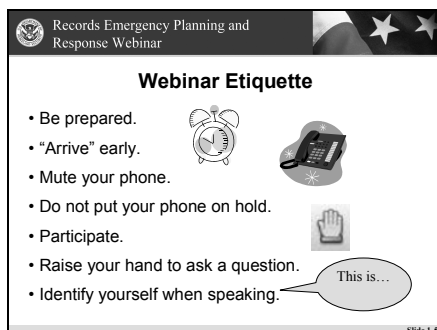 Records Emergency Planning and
Response Webinar
Webinar Etiquette
• Be prepared.
• “Arrive” early.
• Mute your phone.
• Do not put your phone on hold.
• Participate.
• Raise your hand to ask a question.
• Identify yourself when speaking.
This is…